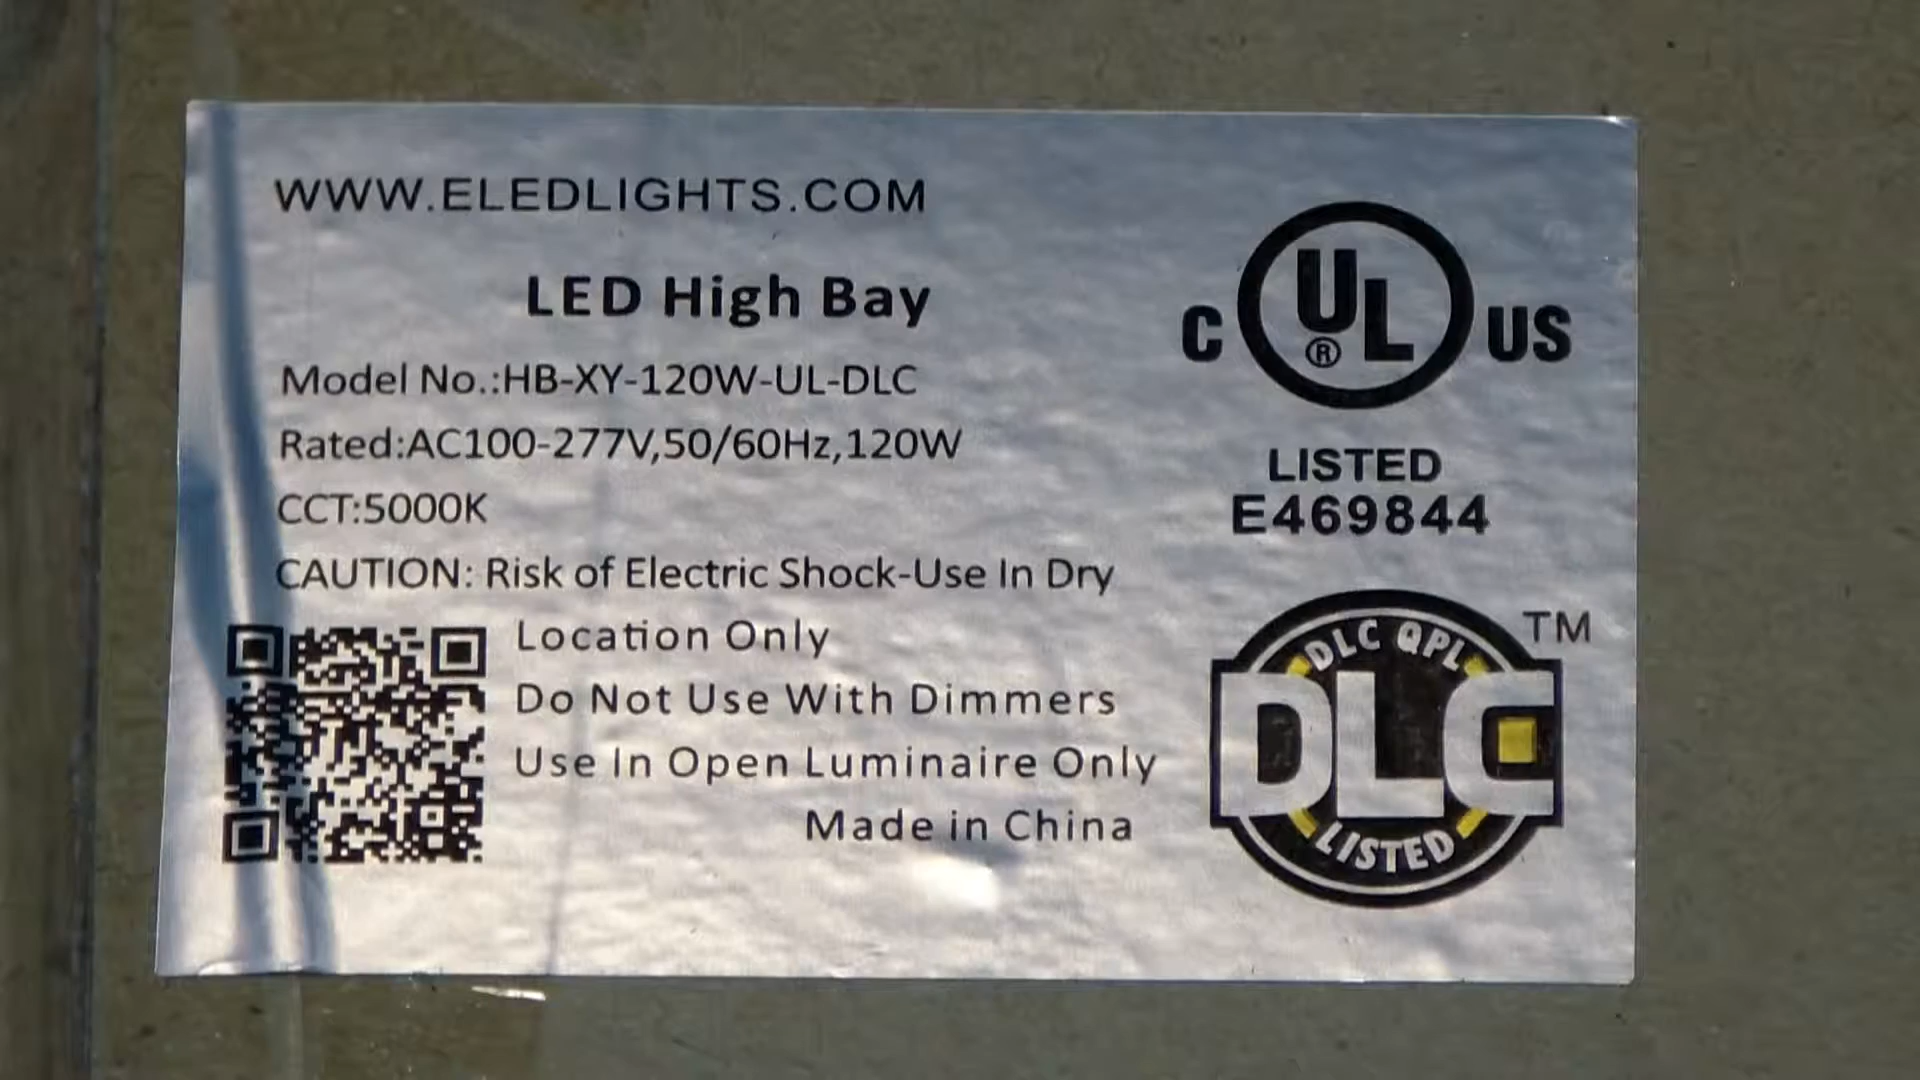 WWW.ELEDLIGHTS.COM
LED High Bay
Model No.:HB-XY-120W-UL-DLC
Rated:AC100-277V,50/60Hz,120W
CCT:5000K
CAUTION: Risk of Electric Shock-Use In Dry
Location Only
Do Not Use With Dimmers
Use In Open Luminaire Only
Made in China
C UL ® US
LISTED
E469844
TM
DLC QPL
DLC
LISTED